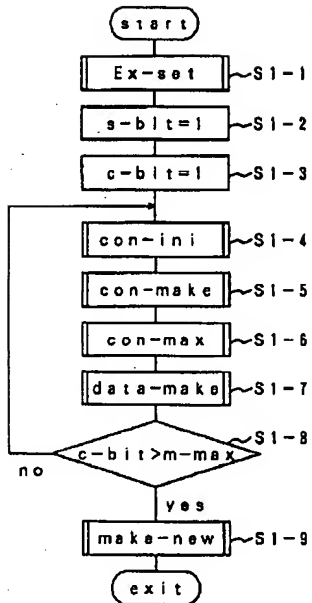 start
Ex-set S1-1
s-bit=1 S1-2
c-bit=1 S1-3
con-ini S1-4
con-make S1-5
con-max S1-6
data-make S1-7
S1-8
c-bit>m-max
no
yes
make-new S1-9
exit